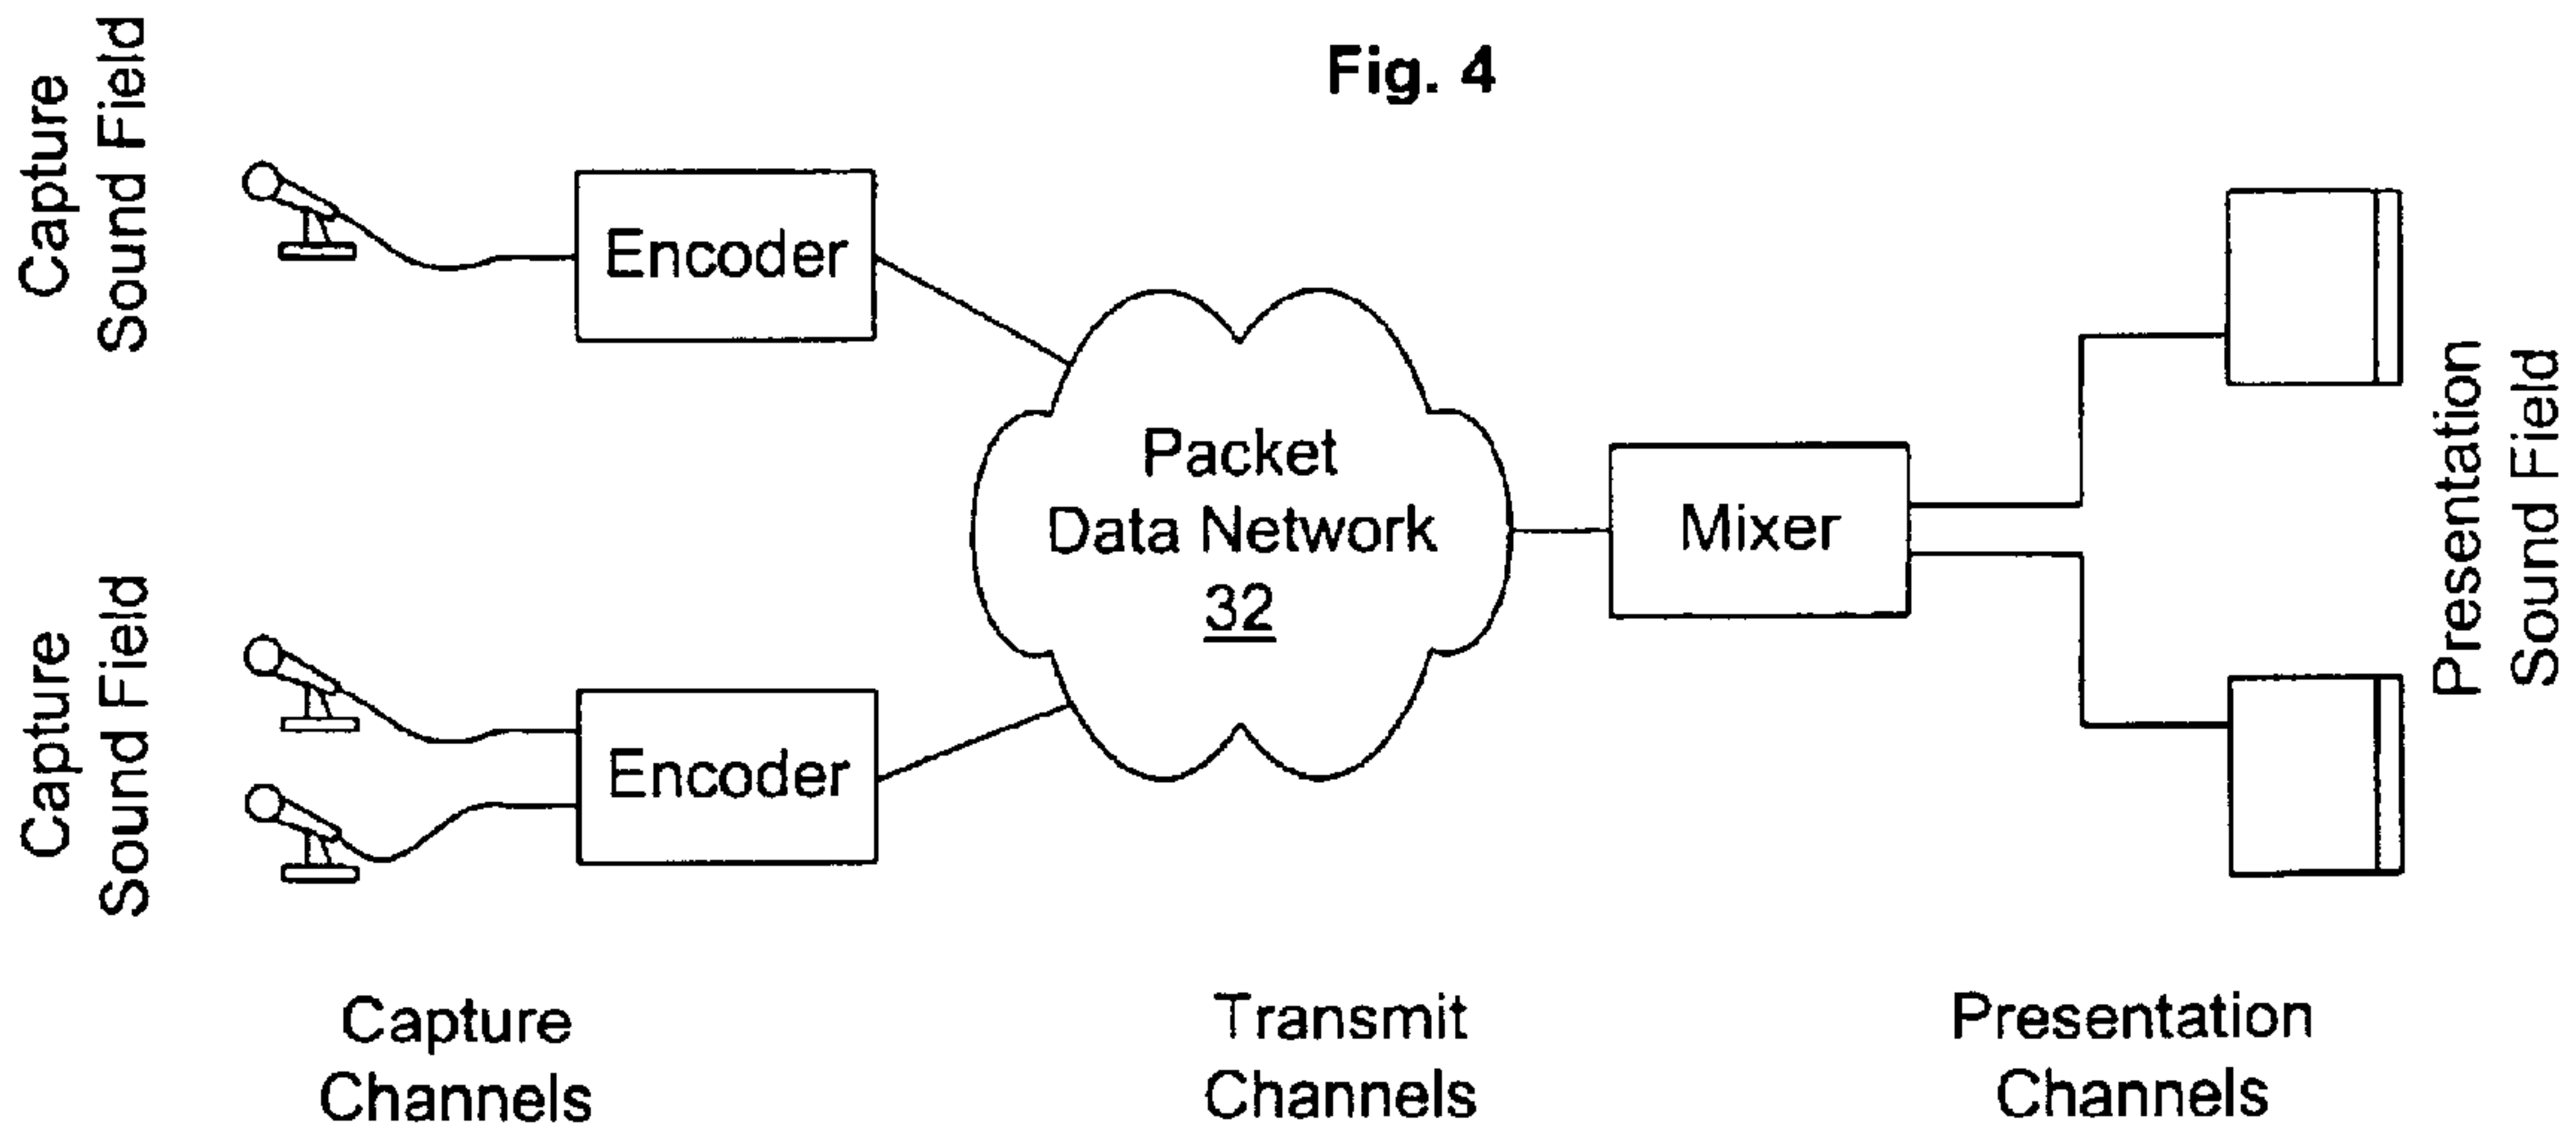 Fig. 4
Capture
Sound Field
Encoder
Capture
Sound Field
Encoder
Packet
Data Network
32
Mixer
Presentation
Sound Field
Capture
Channels
Transmit
Channels
Presentation
Channels